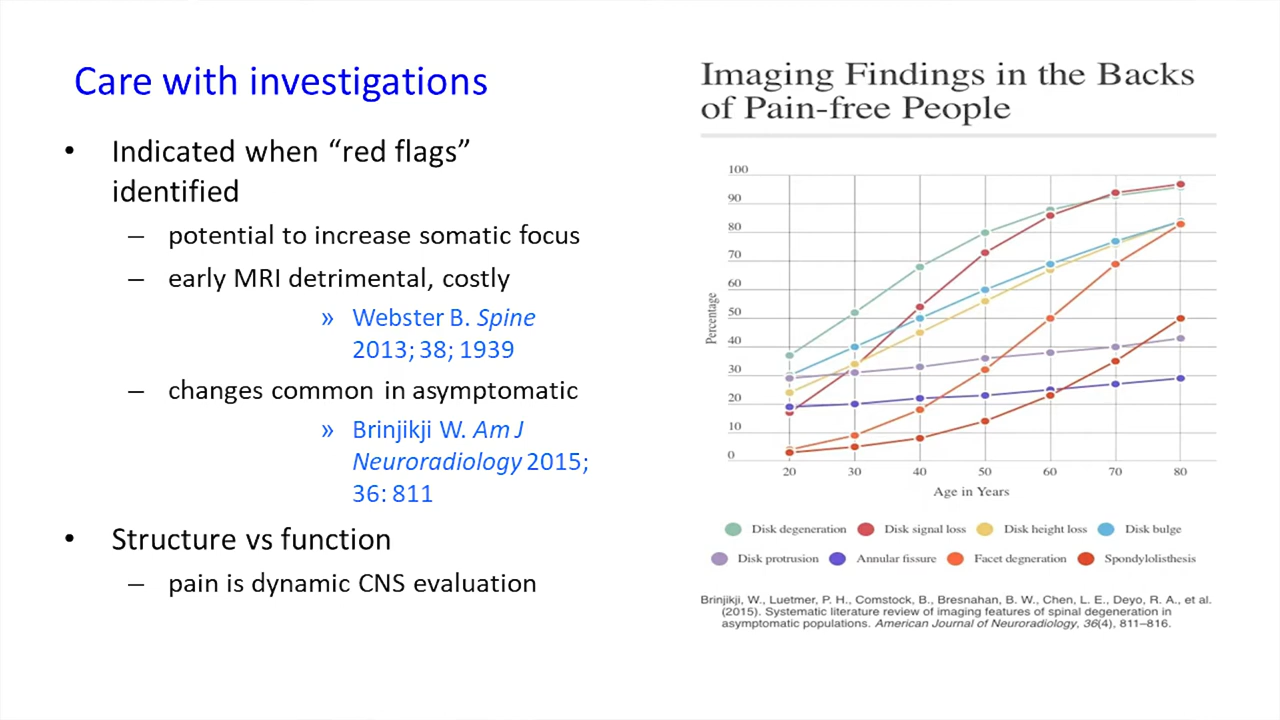 Care with investigations
• Indicated when “red flags”
identified
– potential to increase somatic focus
– early MRI detrimental, costly
» Webster B. Spine
2013; 38; 1939
– changes common in asymptomatic
» Brinjikji W. Am J
Neuroradiology 2015;
36: 811
• Structure vs function
– pain is dynamic CNS evaluation
Imaging Findings in the Backs
of Pain-free People
100
90
80
70
60
50
40
30
20
10
0
Percentage
20 30 40 50 60 70 80
Age in Years
Disk degeneration Disk signal loss Disk height loss Disk bulge
Disk protrusion Annular fissure Facet degneration Spondylolisthesis
Brinjikji, W., Luetmer, P. H., Comstock, B., Bresnahan, B. W., Chen, L. E., Deyo, R. A., et al.
(2015). Systematic literature review of imaging features of spinal degeneration in
asymptomatic populations. American Journal of Neuroradiology, 36(4), 811–816.